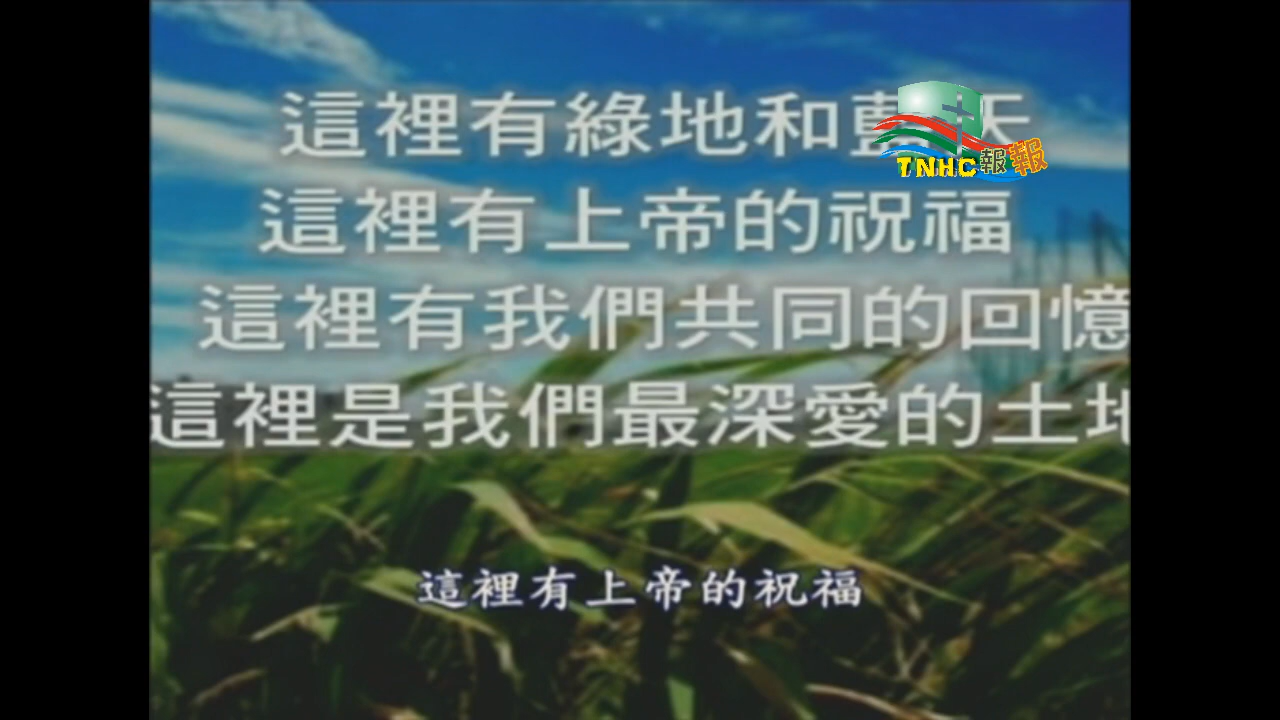 這裡有綠地和藍天
TNHC報報
這裡有上帝的祝福
這裡有我們共同的回憶
這裡是我們最深愛的土地
這裡有上帝的祝福